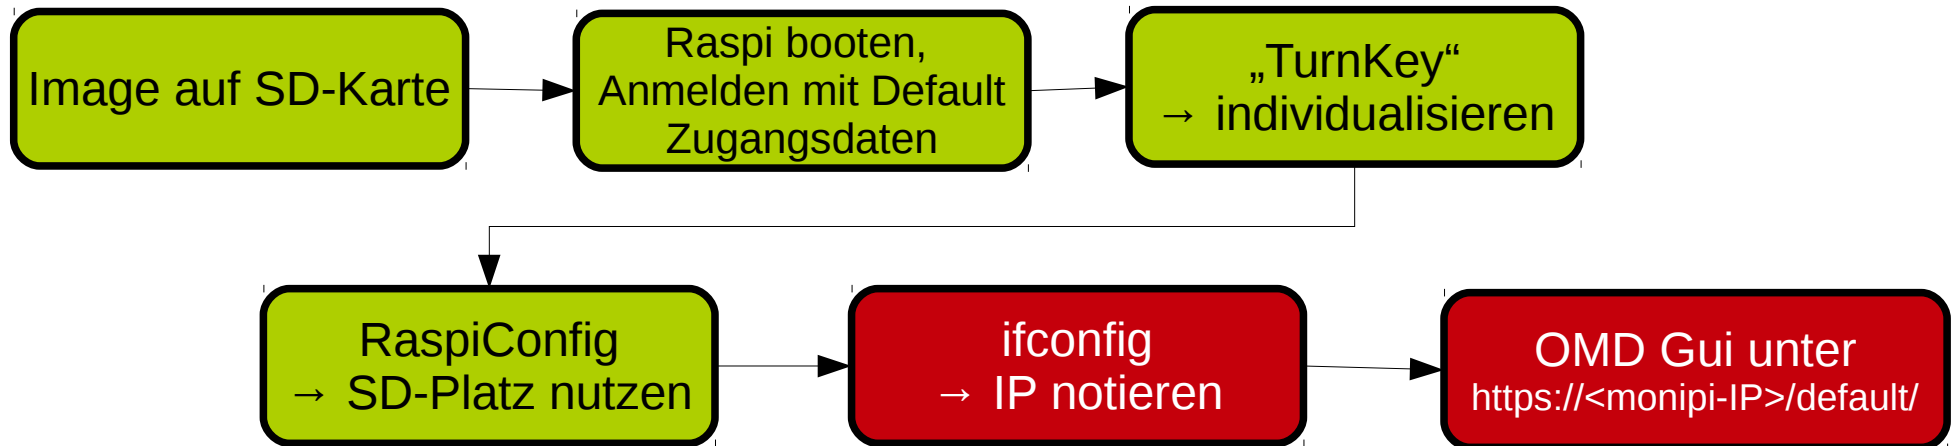 Image auf SD-Karte
Raspi booten,
Anmelden mit Default
Zugangsdaten
„TurnKey“
→ individualisieren
RaspiConfig
→ SD-Platz nutzen
ifconfig
→ IP notieren
OMD Gui unter
https://<monipi-IP>/default/